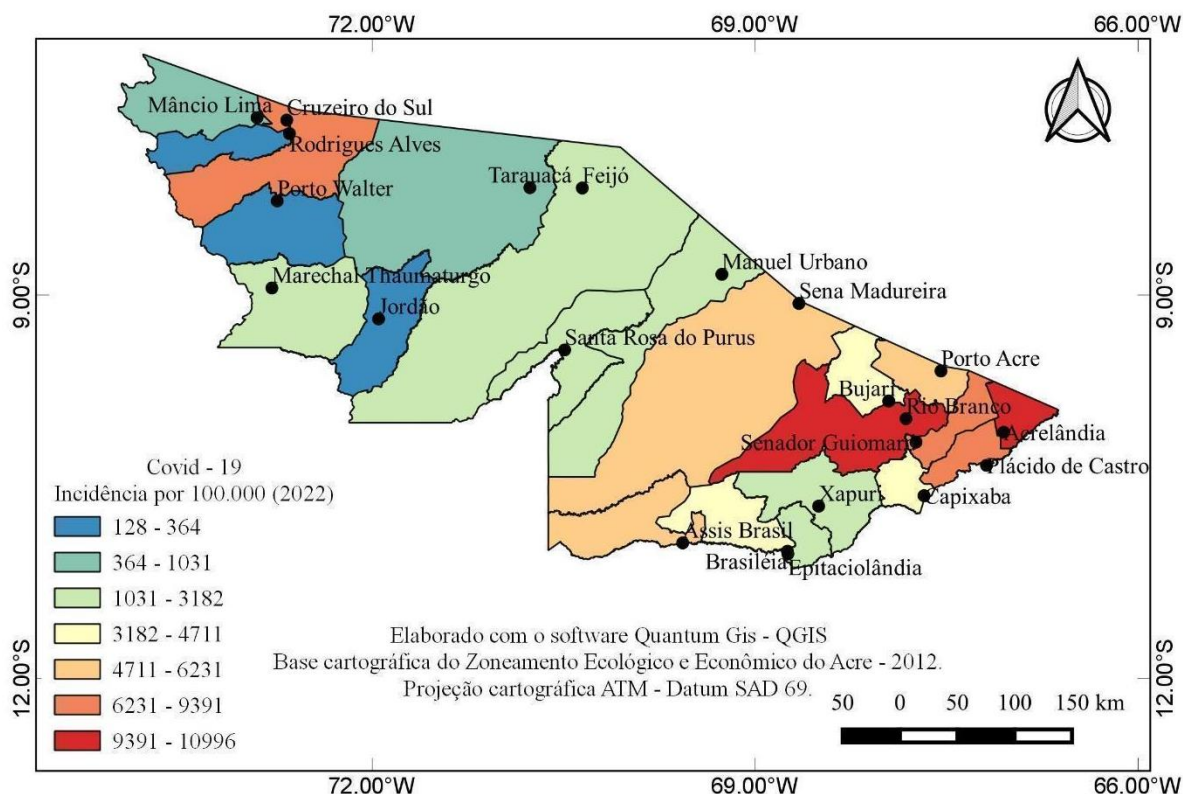 72.00°W 69.00°W 66.00°W
Mâncio Lima
Cruzeiro do Sul
Rodrigues Alves
Tarauacá
Feijó
Porto Walter
Manuel Urbano
Marechal Thaumaturgo
9.00°S
9.00°S
Sena Madureira
Jordão
Santa Rosa do Purus
Porto Acre
Bujari
Rio Branco
Acrelândia
Senador Guiomard
Plácido de Castro
Xapuri
Capixaba
Assis Brasil
Brasiléia
Epitaciolândia
Covid - 19
Incidência por 100.000 (2022)
128 - 364
364 - 1031
1031 - 3182
3182 - 4711
4711 - 6231
6231 - 9391
9391 - 10996
Elaborado com o software Quantum Gis - QGIS
Base cartográfica do Zoneamento Ecológico e Econômico do Acre - 2012.
Projeção cartográfica ATM - Datum SAD 69.
12.00°S
12.00°S
50 0 50 100 150 km
72.00°W 69.00°W 66.00°W